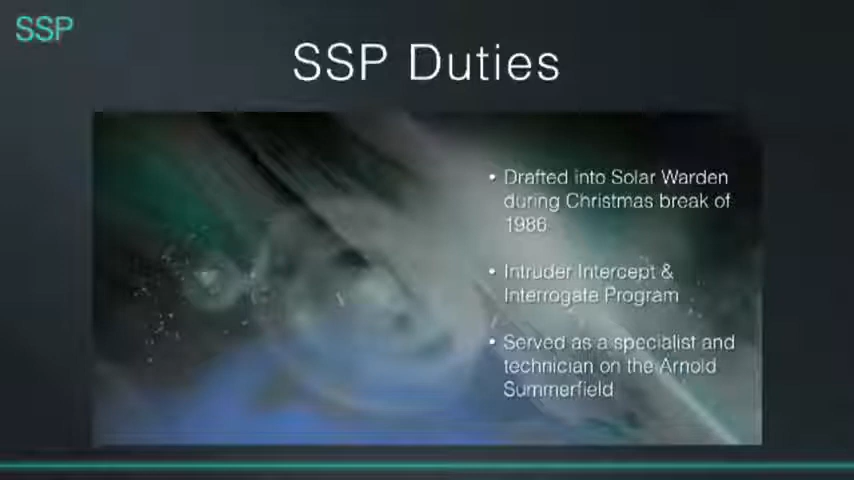 SSP
SSP Duties
• Drafted into Solar Warden
during Christmas break of
1986
• Intruder Intercept &
Interrogate Program
• Served as a specialist and
technician on the Arnold
Summerfield